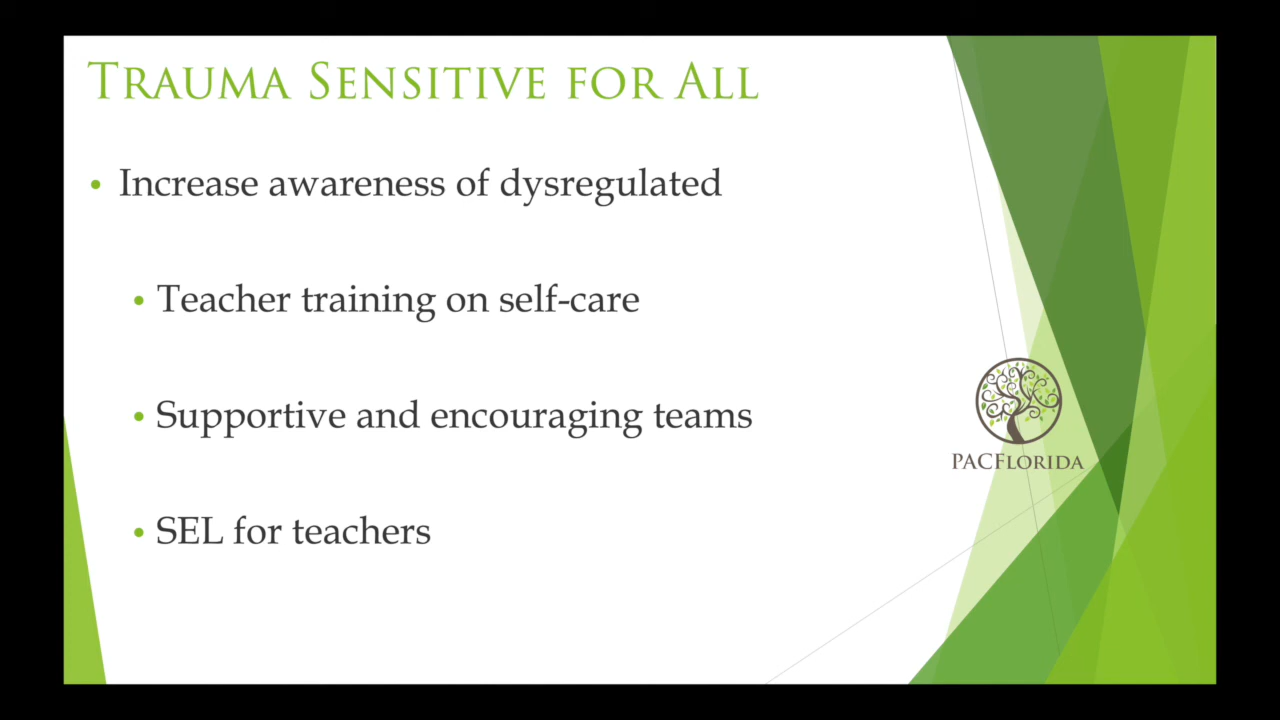 Trauma Sensitive for All
• Increase awareness of dysregulated
• Teacher training on self-care
• Supportive and encouraging teams
• SEL for teachers
PACFlorida